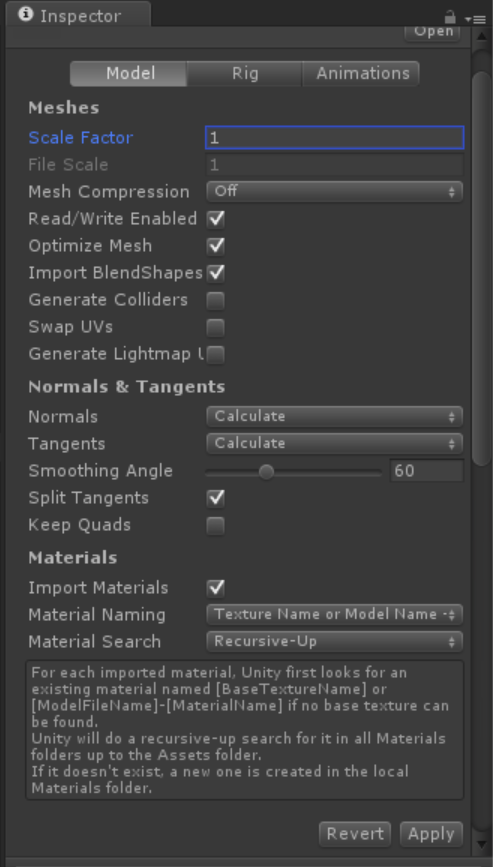 Inspector
Open
Model Rig Animations
Meshes
Scale Factor 1
File Scale 1
Mesh Compression Off
Read/Write Enabled
Optimize Mesh
Import BlendShapes
Generate Colliders
Swap UVs
Generate Lightmap U
Normals & Tangents
Normals Calculate
Tangents Calculate
Smoothing Angle 60
Split Tangents
Keep Quads
Materials
Import Materials
Material Naming Texture Name or Model Name -
Material Search Recursive-Up
For each imported material, Unity first looks for an
existing material named [BaseTextureName] or
[ModelFileName]-[MaterialName] if no base texture can
be found.
Unity will do a recursive-up search for it in all Materials
folders up to the Assets folder.
If it doesn't exist, a new one is created in the local
Materials folder.
Revert Apply